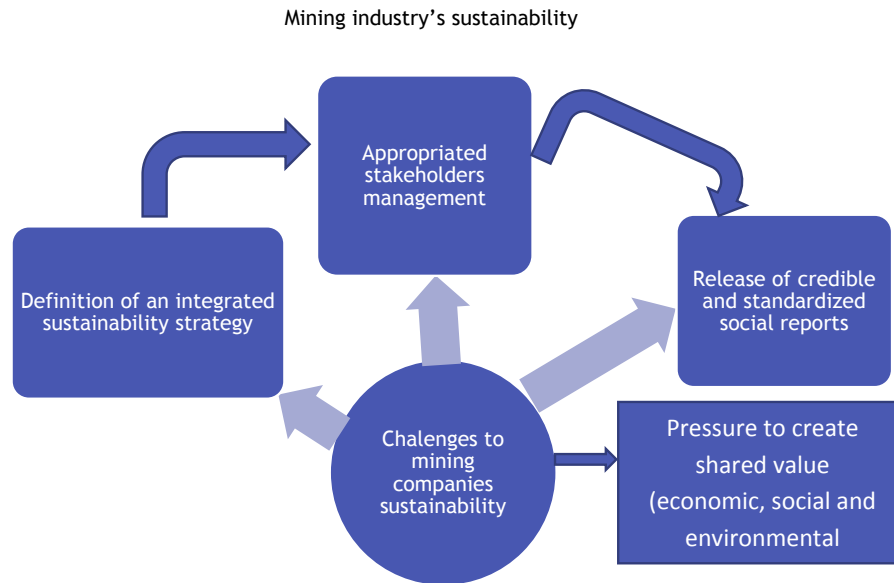 Mining industry’s sustainability
Appropriated
stakeholders
management
Definition of an integrated
sustainability strategy
Release of credible
and standardized
social reports
Chalenges to
mining
companies
sustainability
Pressure to create
shared value
(economic, social and
environmental